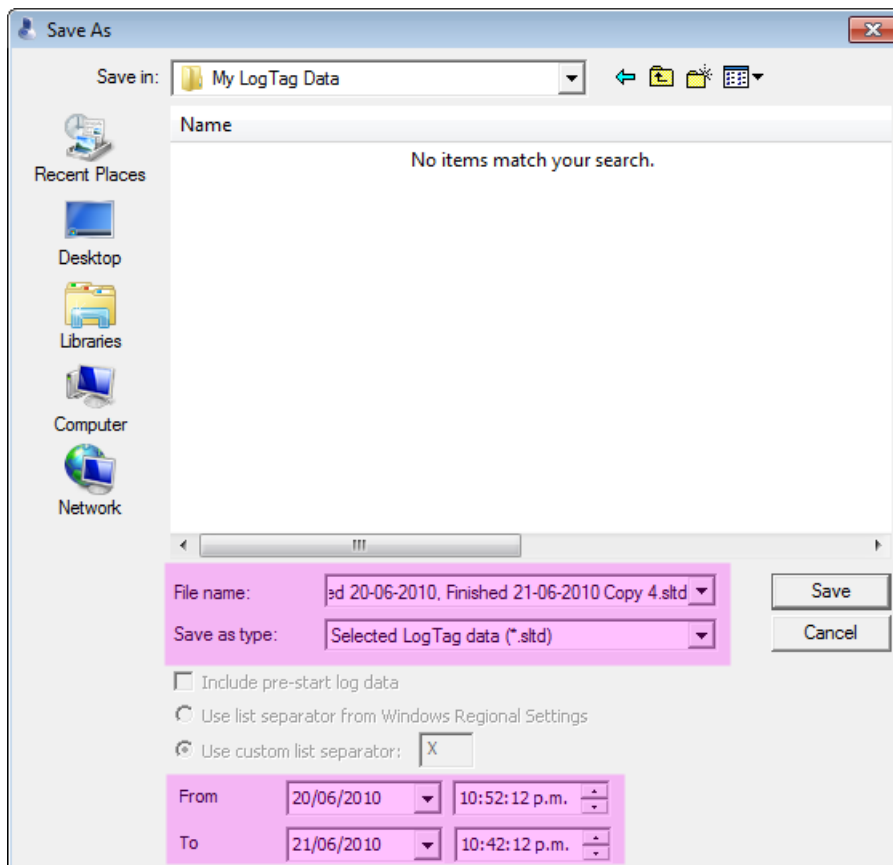 Save As
Save in: My LogTag Data
Name
No items match your search.
Recent Places
Desktop
Libraries
Computer
Network
File name: ed 20-06-2010, Finished 21-06-2010 Copy 4.sltd
Save
Save as type: Selected LogTag data (*.sltd)
Cancel
Include pre-start log data
Use list separator from Windows Regional Settings
Use custom list separator: X
From 20/06/2010 10:52:12 p.m.
To 21/06/2010 10:42:12 p.m.